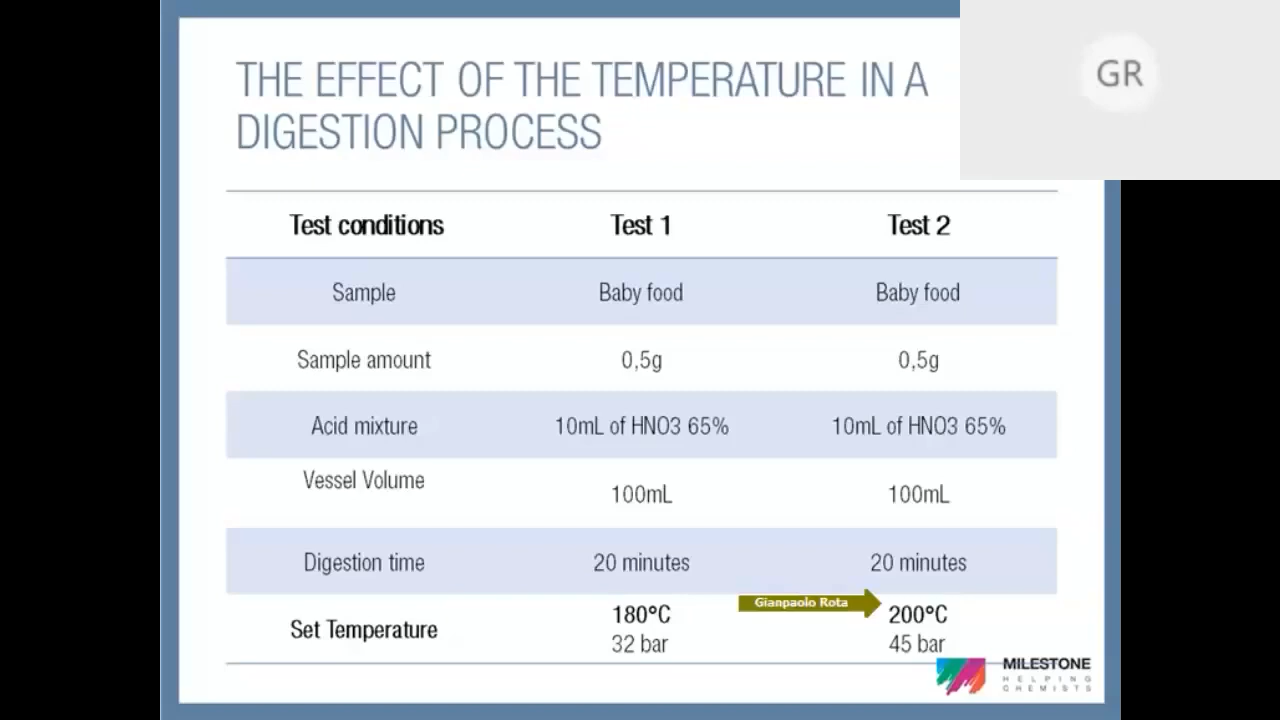 THE EFFECT OF THE TEMPERATURE IN A
DIGESTION PROCESS
GR
Test conditions Test 1 Test 2
Sample Baby food Baby food
Sample amount 0,5g 0,5g
Acid mixture 10mL of HNO3 65% 10mL of HNO3 65%
Vessel Volume 100mL 100mL
Digestion time 20 minutes 20 minutes
Gianpaolo Rota
Set Temperature 180°C 200°C
32 bar 45 bar
MILESTONE
HELPING
CHEMISTS